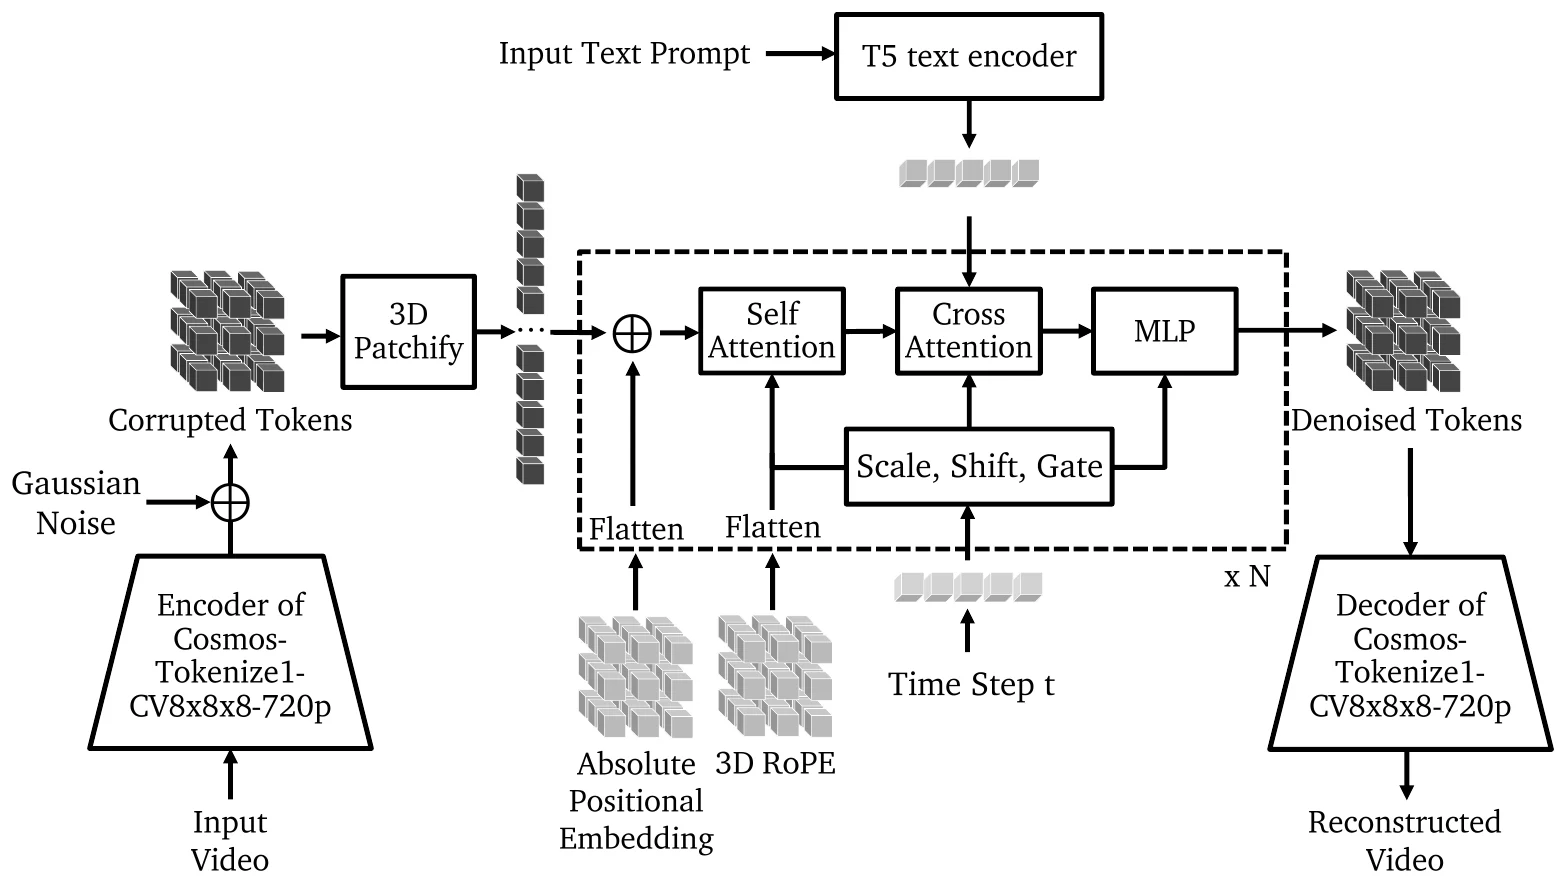 Input Text Prompt
T5 text encoder
3D
Patchify
...
Self
Attention
Cross
Attention
MLP
Corrupted Tokens
Denoised Tokens
Scale, Shift, Gate
Gaussian
Noise
Flatten
Flatten
x N
Encoder of
Cosmos-
Tokenize1-
CV8x8x8-720p
Decoder of
Cosmos-
Tokenize1-
CV8x8x8-720p
Time Step t
Absolute
Positional
Embedding
3D RoPE
Input
Video
Reconstructed
Video